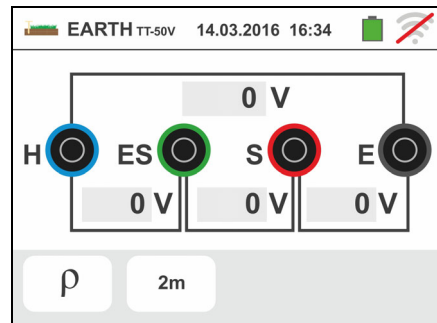 EARTH TT-50V 14.03.2016 16:34
0 V
H ES S E
0 V 0 V 0 V
ρ 2m